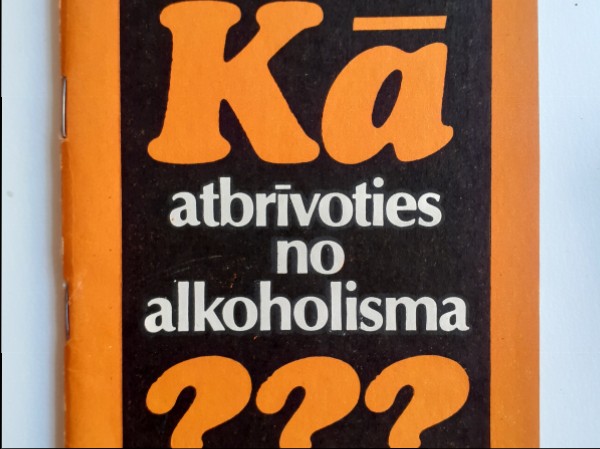 Kā
atbrīvoties
no
alkoholisma
???